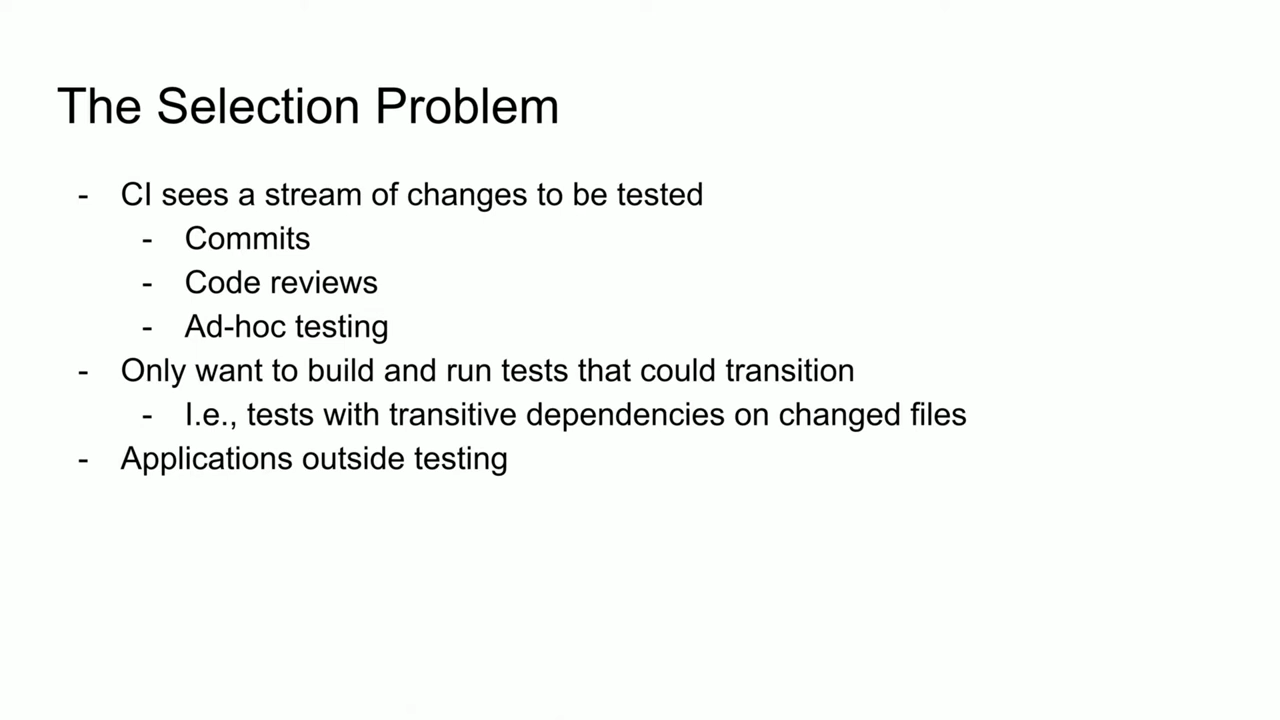 The Selection Problem
- CI sees a stream of changes to be tested
- Commits
- Code reviews
- Ad-hoc testing
- Only want to build and run tests that could transition
- I.e., tests with transitive dependencies on changed files
- Applications outside testing